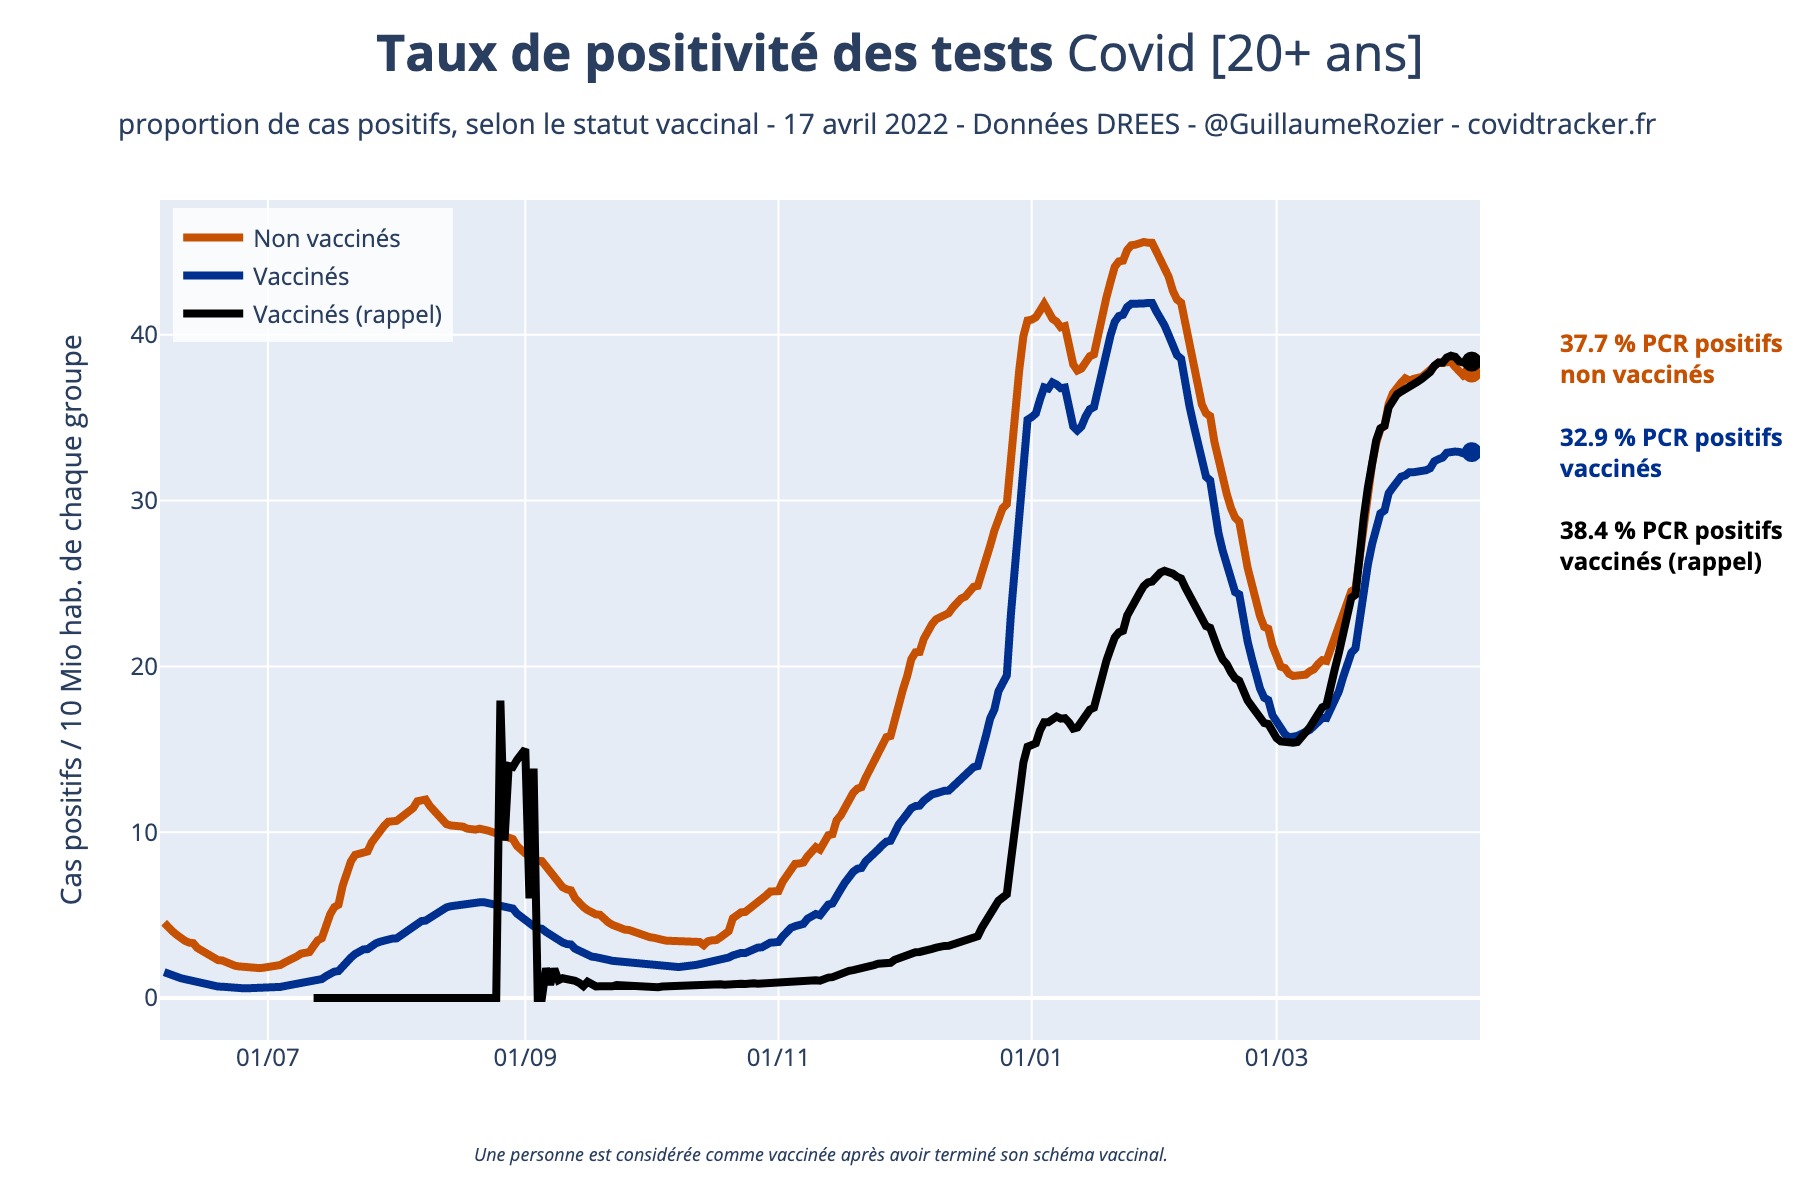 Taux de positivité des tests Covid [20+ ans]
proportion de cas positifs, selon le statut vaccinal - 17 avril 2022 - Données DREES - @GuillaumeRozier - covidtracker.fr
Non vaccinés
Vaccinés
Vaccinés (rappel)
Cas positifs / 10 Mio hab. de chaque groupe
40
30
20
10
0
01/07
01/09
01/11
01/01
01/03
37.7 % PCR positifs
non vaccinés
32.9 % PCR positifs
vaccinés
38.4 % PCR positifs
vaccinés (rappel)
Une personne est considérée comme vaccinée après avoir terminé son schéma vaccinal.